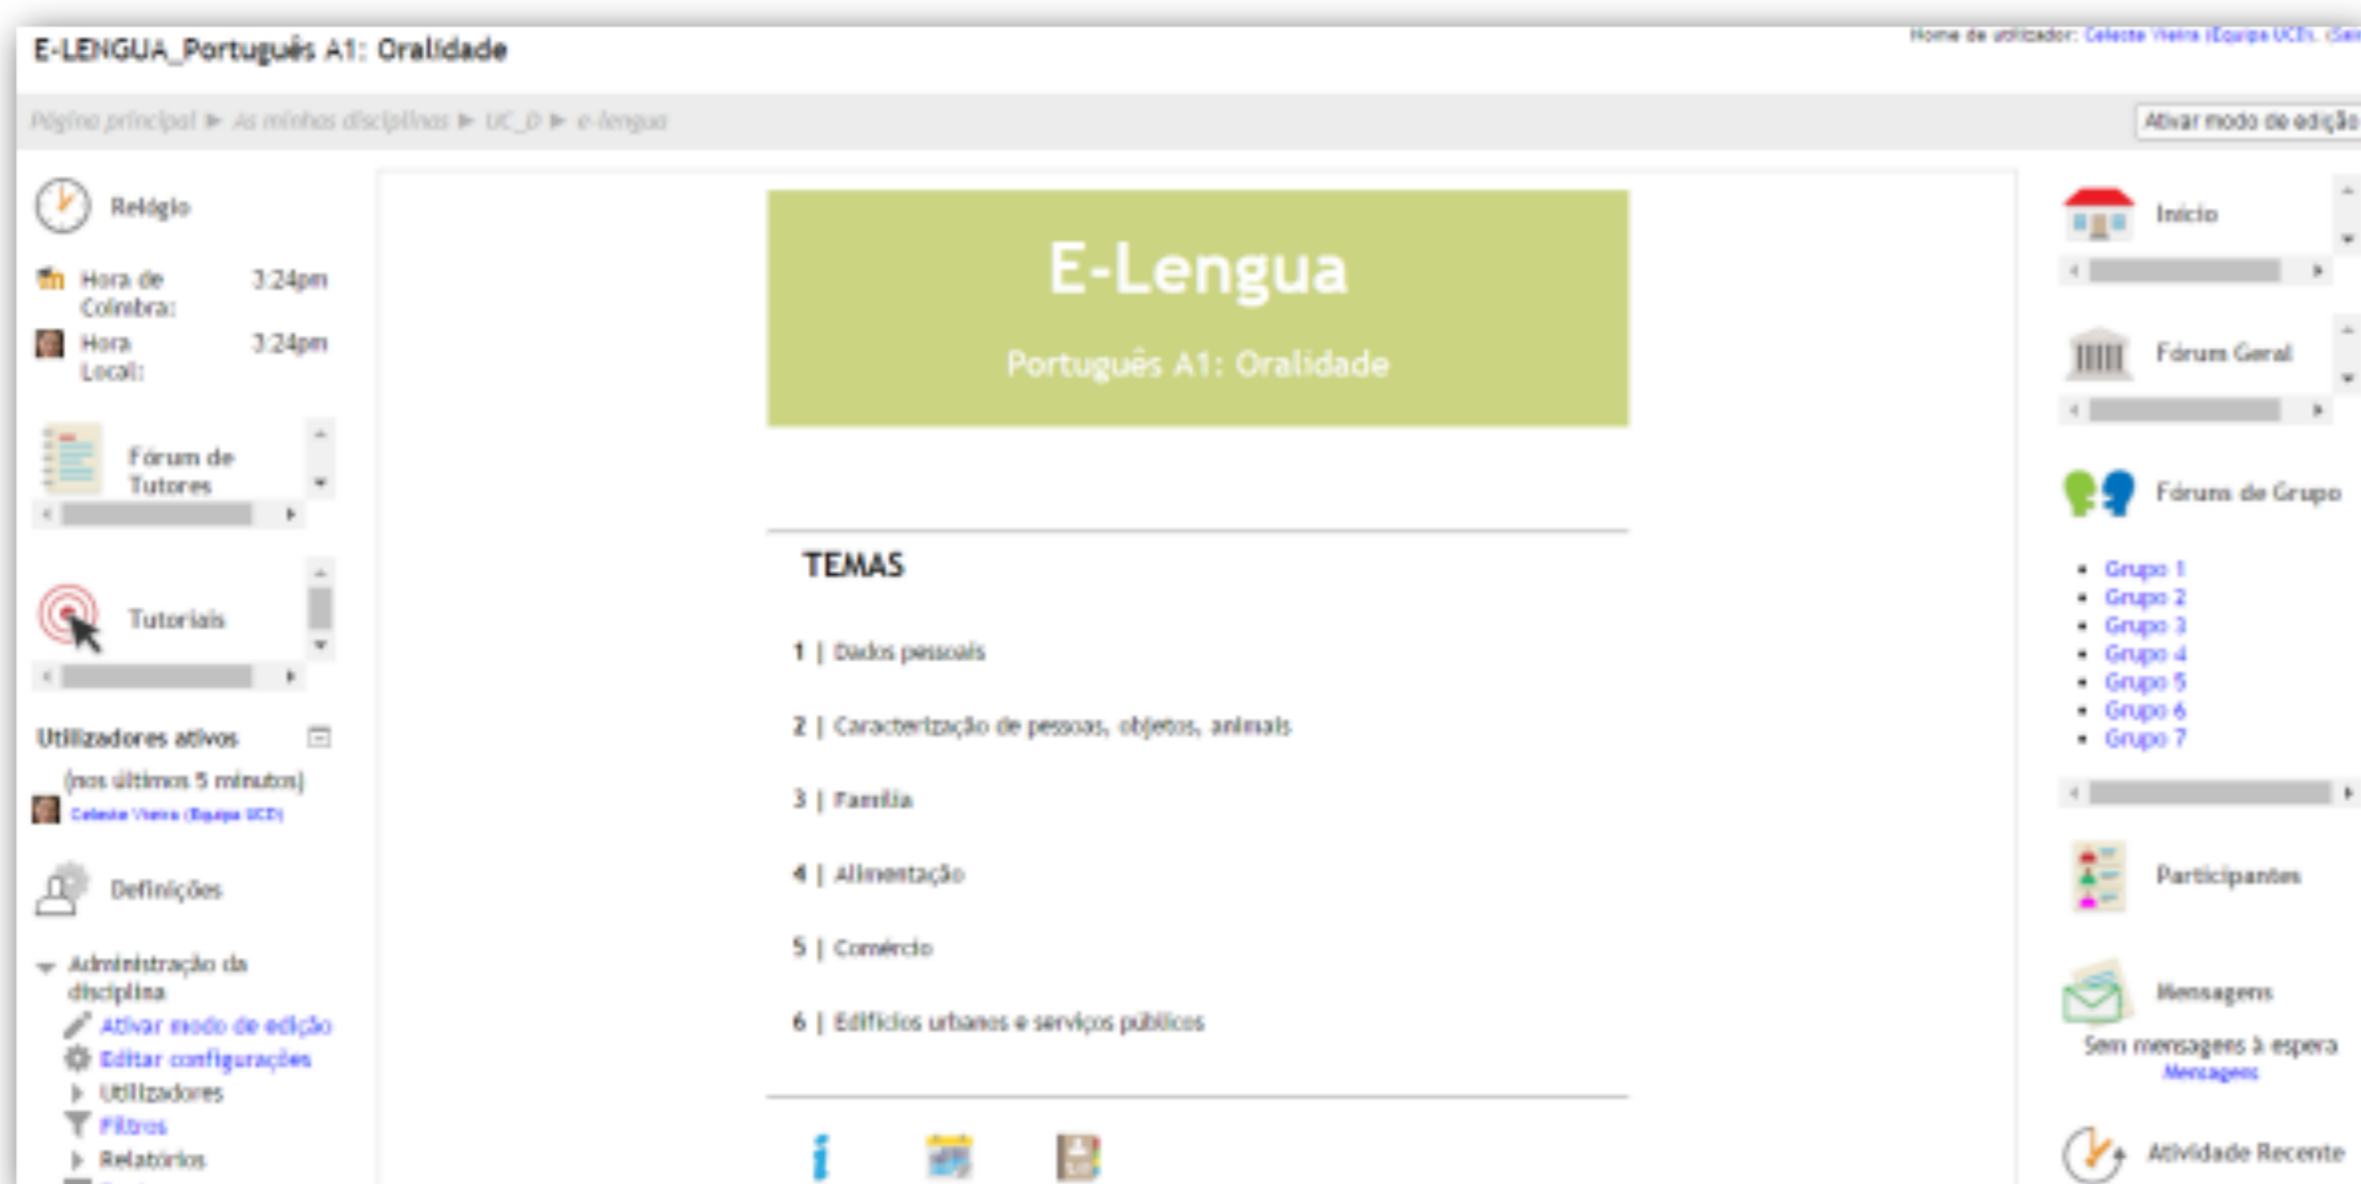 E-LENGUA_Português A1: Oralidade
Nome de utilizador: Celeste Vieira (Equipa UCD). (Sair
Página principal ► As minhas disciplinas ► UC_D ► e-lengua
Ativar modo de edição
Relógio
Hora de
Coimbra:
3:24pm
Hora
Local:
3:24pm
Fórum de
Tutores
Tutoriais
Utilizadores ativos
(nos últimos 5 minutos)
Celeste Vieira (Equipa UCD)
Definições
Administração da
disciplina
Ativar modo de edição
Editar configurações
Utilizadores
Filtros
Relatórios
E-Lengua
Português A1: Oralidade
TEMAS
1 | Dados pessoais
2 | Caracterização de pessoas, objetos, animais
3 | Família
4 | Alimentação
5 | Comércio
6 | Edifícios urbanos e serviços públicos
Início
Fórum Geral
Fóruns de Grupo
• Grupo 1
• Grupo 2
• Grupo 3
• Grupo 4
• Grupo 5
• Grupo 6
• Grupo 7
Participantes
Mensagens
Sem mensagens à espera
Mensagens
Atividade Recente